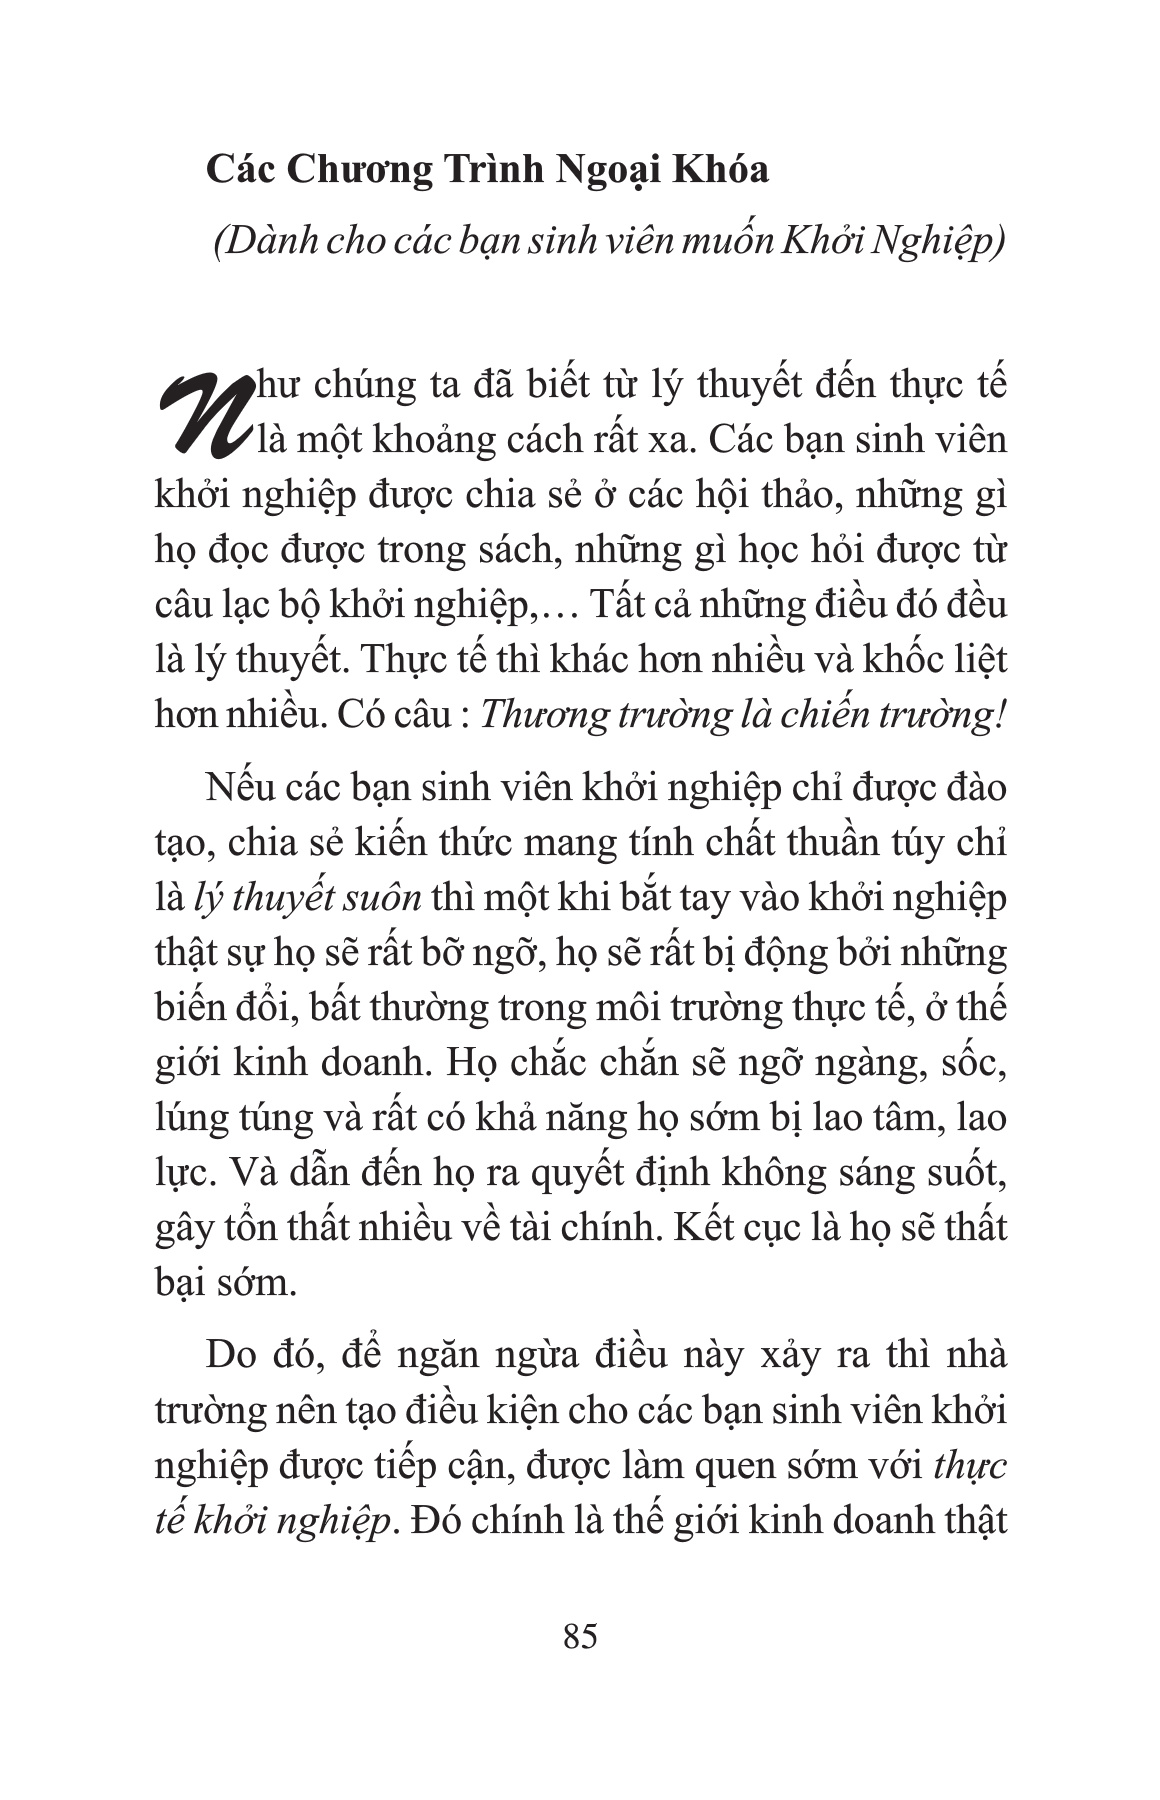 Các Chương Trình Ngoại Khóa
(Dành cho các bạn sinh viên muốn Khởi Nghiệp)
Như chúng ta đã biết từ lý thuyết đến thực tế
là một khoảng cách rất xa. Các bạn sinh viên
khởi nghiệp được chia sẻ ở các hội thảo, những gì
họ đọc được trong sách, những gì học hỏi được từ
câu lạc bộ khởi nghiệp,… Tất cả những điều đó đều
là lý thuyết. Thực tế thì khác hơn nhiều và khốc liệt
hơn nhiều. Có câu : Thương trường là chiến trường!
Nếu các bạn sinh viên khởi nghiệp chỉ được đào
tạo, chia sẻ kiến thức mang tính chất thuần túy chỉ
là lý thuyết suôn thì một khi bắt tay vào khởi nghiệp
thật sự họ sẽ rất bỡ ngỡ, họ sẽ rất bị động bởi những
biến đổi, bất thường trong môi trường thực tế, ở thế
giới kinh doanh. Họ chắc chắn sẽ ngỡ ngàng, sốc,
lúng túng và rất có khả năng họ sớm bị lao tâm, lao
lực. Và dẫn đến họ ra quyết định không sáng suốt,
gây tổn thất nhiều về tài chính. Kết cục là họ sẽ thất
bại sớm.
Do đó, để ngăn ngừa điều này xảy ra thì nhà
trường nên tạo điều kiện cho các bạn sinh viên khởi
nghiệp được tiếp cận, được làm quen sớm với thực
tế khởi nghiệp. Đó chính là thế giới kinh doanh thật
85